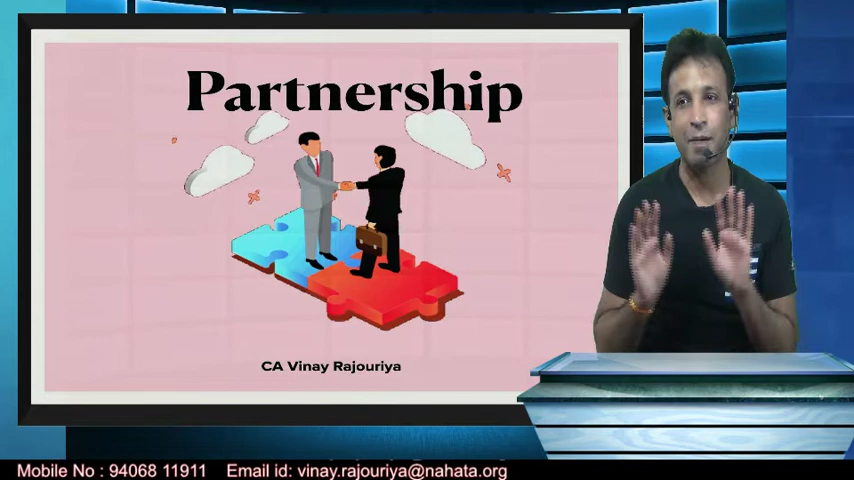 Partnership
CA Vinay Rajouriya
Mobile No : 94068 11911 Email id: vinay.rajouriya@nahata.org